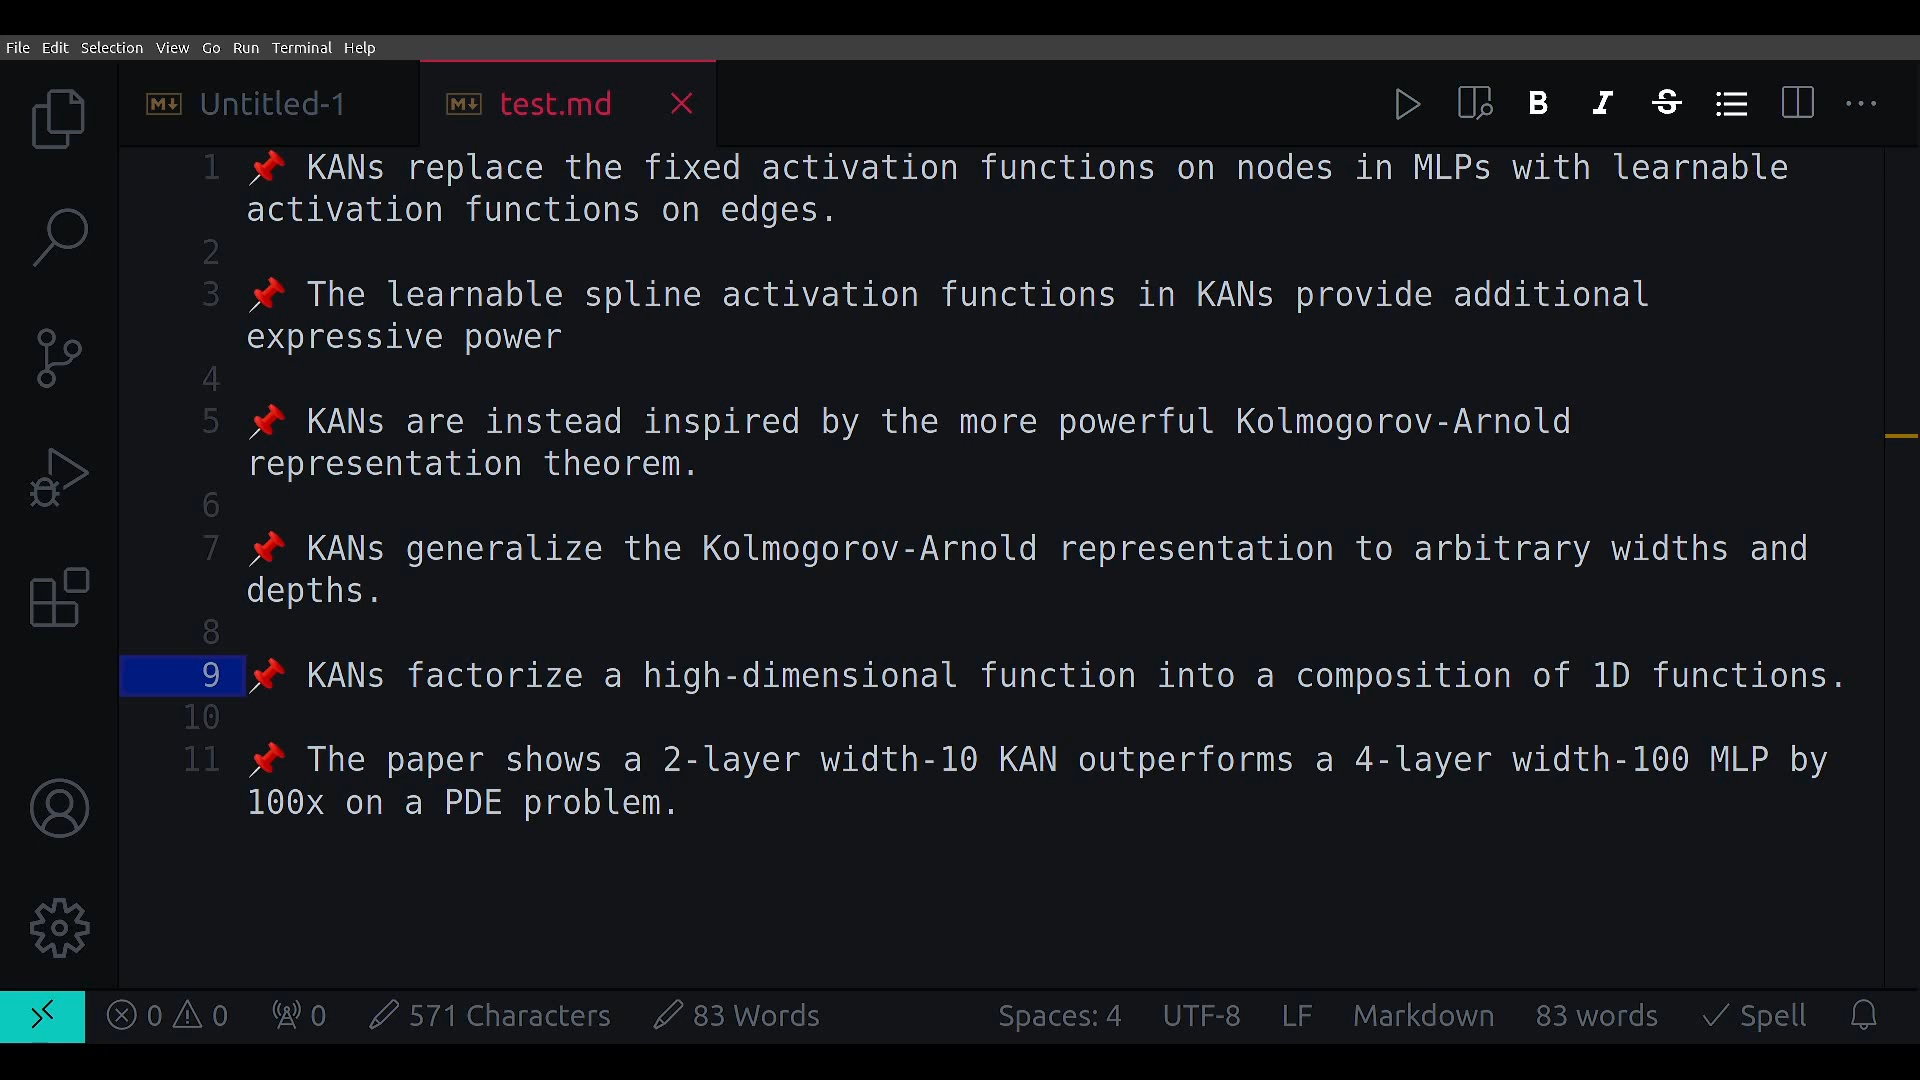 File Edit Selection View Go Run Terminal Help
Untitled-1 test.md B I S
1 📌 KANs replace the fixed activation functions on nodes in MLPs with learnable
activation functions on edges.
2
3 📌 The learnable spline activation functions in KANs provide additional
expressive power
4
5 📌 KANs are instead inspired by the more powerful Kolmogorov-Arnold
representation theorem.
6
7 📌 KANs generalize the Kolmogorov-Arnold representation to arbitrary widths and
depths.
8
9 📌 KANs factorize a high-dimensional function into a composition of 1D functions.
10
11 📌 The paper shows a 2-layer width-10 KAN outperforms a 4-layer width-100 MLP by
100x on a PDE problem.
0 0 0 571 Characters 83 Words Spaces: 4 UTF-8 LF Markdown 83 words Spell